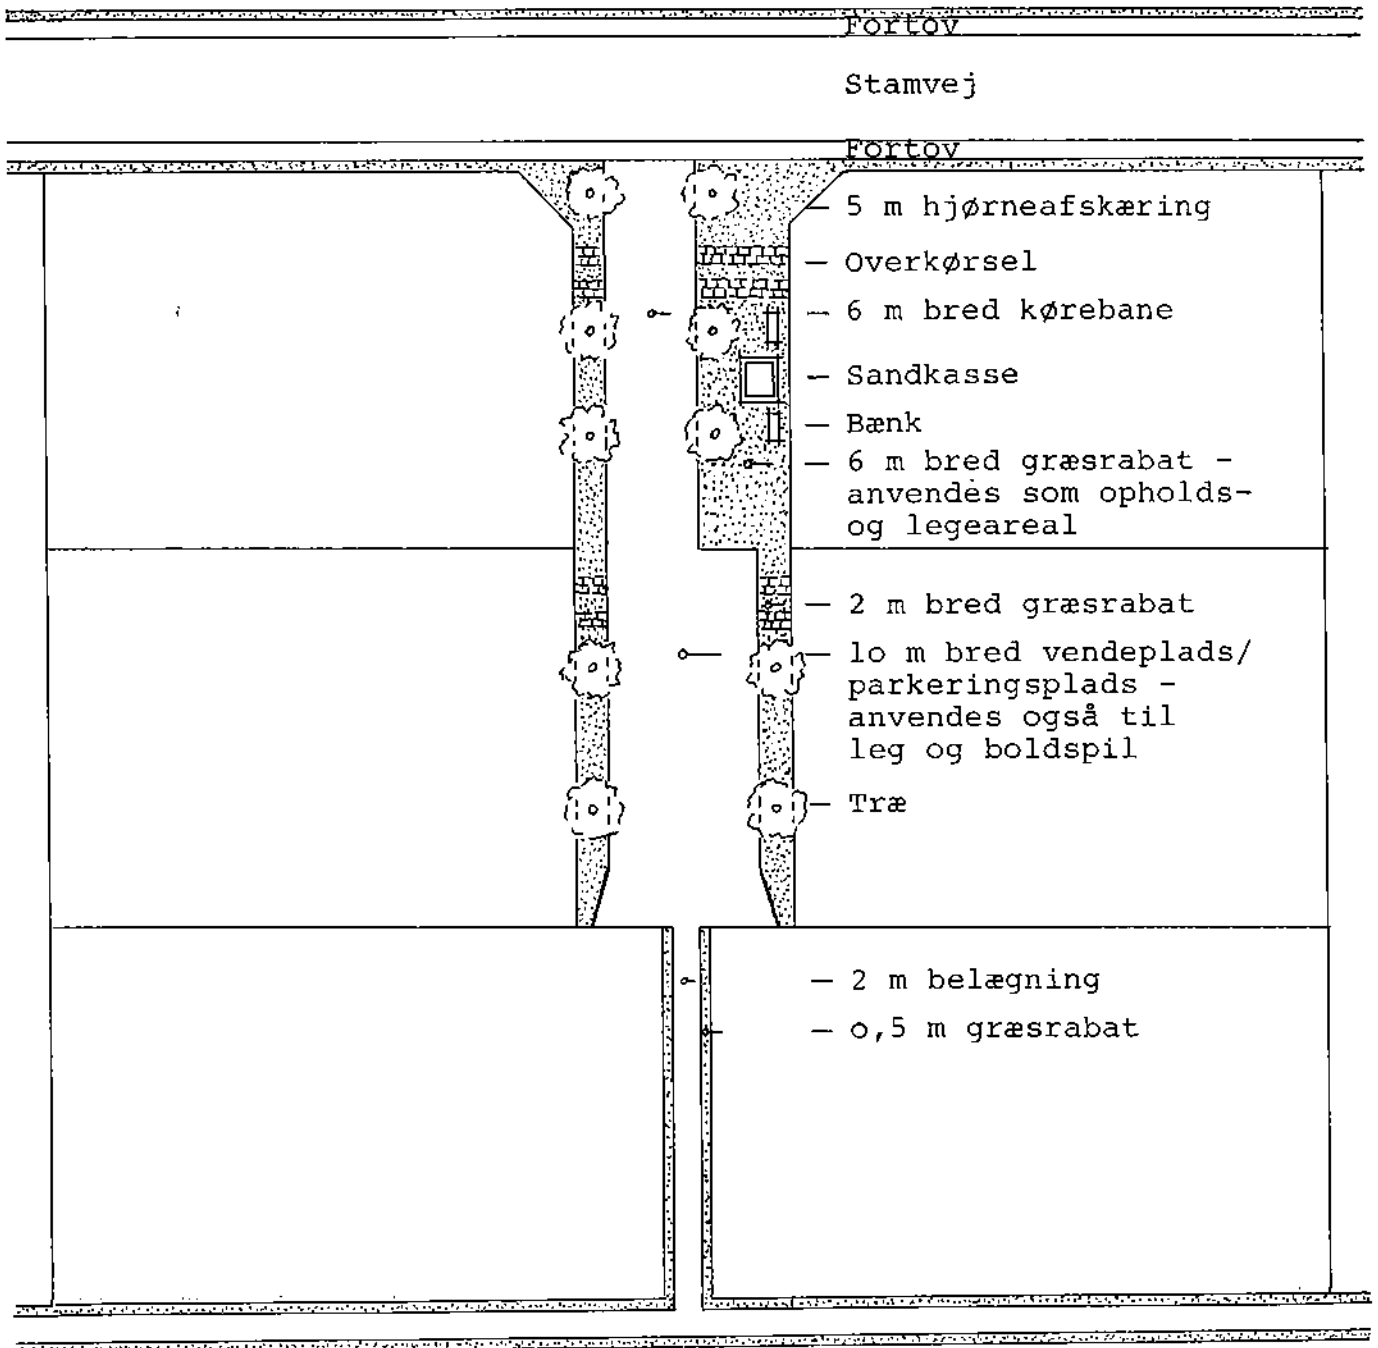 Fortov
Stamvej
Fortov
5 m hjørneafskæring
Overkørsel
6 m bred kørebane
Sandkasse
Bænk
6 m bred græsrabat -
anvendes som opholds-
og legeareal
2 m bred græsrabat
lo m bred vendeplads/
parkeringsplads -
anvendes også til
leg og boldspil
Træ
2 m belægning
o,5 m græsrabat